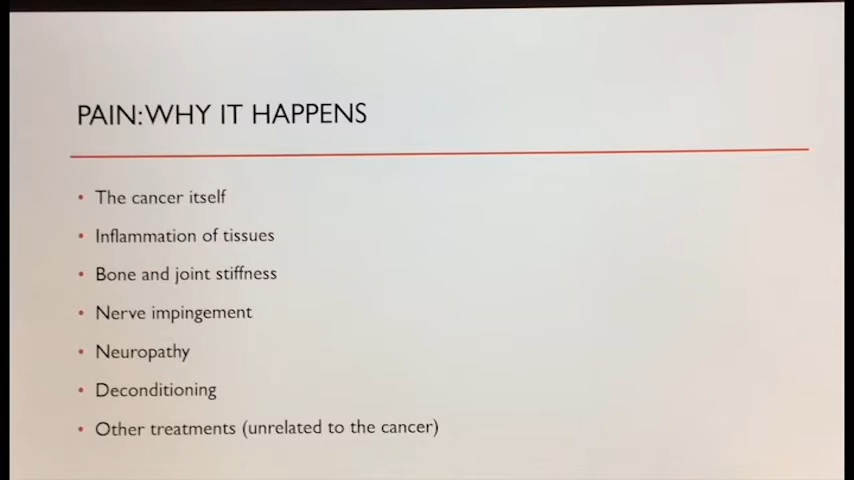 PAIN: WHY IT HAPPENS
• The cancer itself
• Inflammation of tissues
• Bone and joint stiffness
• Nerve impingement
• Neuropathy
• Deconditioning
• Other treatments (unrelated to the cancer)